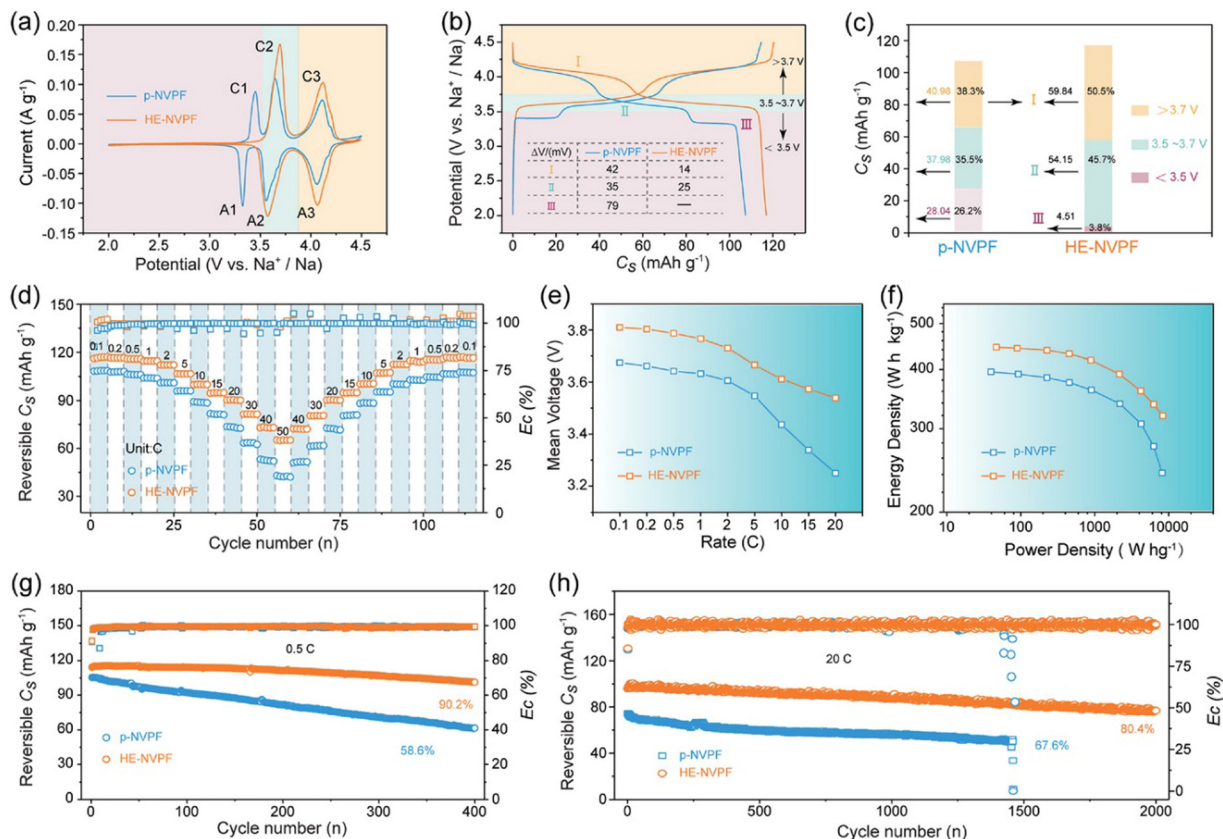 (a)
0.20
0.15
0.10
0.05
0.00
-0.05
-0.10
-0.15
Current (A g⁻¹)
p-NVPF
HE-NVPF
C1
C2
C3
A1
A2
A3
2.0 2.5 3.0 3.5 4.0 4.5
Potential (V vs. Na⁺ / Na)
(b)
4.5
4.0
3.5
3.0
2.5
2.0
Potential (V vs. Na⁺ / Na)
I
II
III
>3.7 V
3.5 ~3.7 V
< 3.5 V
ΔV/(mV) p-NVPF HE-NVPF
I 42 14
II 35 25
III 79 —
0 20 40 60 80 100 120
Cs (mAh g⁻¹)
(c)
120
100
80
60
40
20
0
Cs (mAh g⁻¹)
40.98 38.3% I 59.84 50.5%
37.98 35.5% II 54.15 45.7%
28.04 26.2% III 4.51 3.8%
>3.7 V
3.5 ~3.7 V
< 3.5 V
p-NVPF HE-NVPF
(d)
150
135
120
105
90
75
60
45
30
Reversible Cs (mAh g⁻¹)
0.1 0.2 0.5 1 2 5 10 15 20 30 40 50 40 30 20 15 10 5 2 1 0.5 0.2 0.1
Unit:C
p-NVPF
HE-NVPF
100
75
50
25
0
Ec (%)
0 25 50 75 100
Cycle number (n)
(e)
3.8
3.6
3.4
3.2
Mean Voltage (V)
HE-NVPF
p-NVPF
0.1 0.2 0.5 1 2 5 10 15 20
Rate (C)
(f)
500
400
300
200
Energy Density (W h kg⁻¹)
p-NVPF
HE-NVPF
10 100 1000 10000
Power Density ( W hg⁻¹)
(g)
180
150
120
90
60
30
0
Reversible Cs (mAh g⁻¹)
0.5 C
90.2%
58.6%
p-NVPF
HE-NVPF
120
100
80
60
40
20
0
Ec (%)
0 100 200 300 400
Cycle number (n)
(h)
160
120
80
40
0
Reversible Cs (mAh g⁻¹)
20 C
67.6%
80.4%
p-NVPF
HE-NVPF
100
75
50
25
0
Ec (%)
0 500 1000 1500 2000
Cycle number (n)